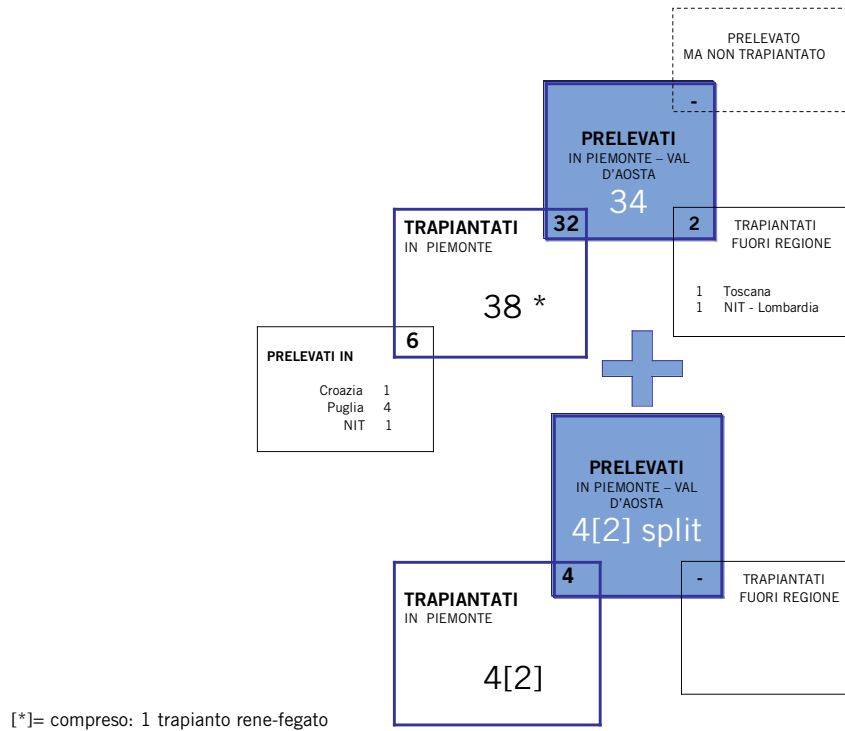 PRELEVATO
MA NON TRAPIANTATO
-
PRELEVATI
IN PIEMONTE – VAL
D'AOSTA
34
32
2
TRAPIANTATI
IN PIEMONTE
38 *
TRAPIANTATI
FUORI REGIONE
1 Toscana
1 NIT - Lombardia
6
PRELEVATI IN
Croazia 1
Puglia 4
NIT 1
PRELEVATI
IN PIEMONTE – VAL
D'AOSTA
4[2] split
4
-
TRAPIANTATI
IN PIEMONTE
4[2]
TRAPIANTATI
FUORI REGIONE
[*]= compreso: 1 trapianto rene-fegato